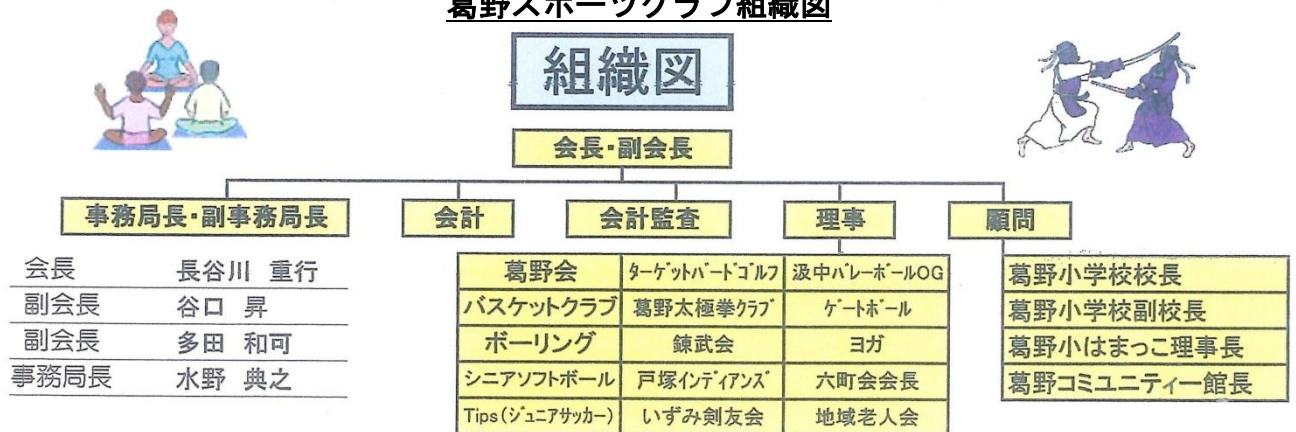 葛野スポーツクラブ組織図
組織図
会長・副会長
事務局長・副事務局長
会計
会計監査
理事
顧問
会長 長谷川 重行
副会長 谷口 昇
副会長 多田 和可
事務局長 水野 典之
葛野会 ターゲットバードゴルフ 汲中バレーボールOG
バスケットクラブ 葛野太極拳クラブ ゲートボール
ボーリング 錬武会 ヨガ
シニアソフトボール 戸塚インディアンズ 六町会会長
Tips(ジュニアサッカー) いずみ剣友会 地域老人会
葛野小学校校長
葛野小学校副校長
葛野小はまっこ理事長
葛野コミュニティー館長